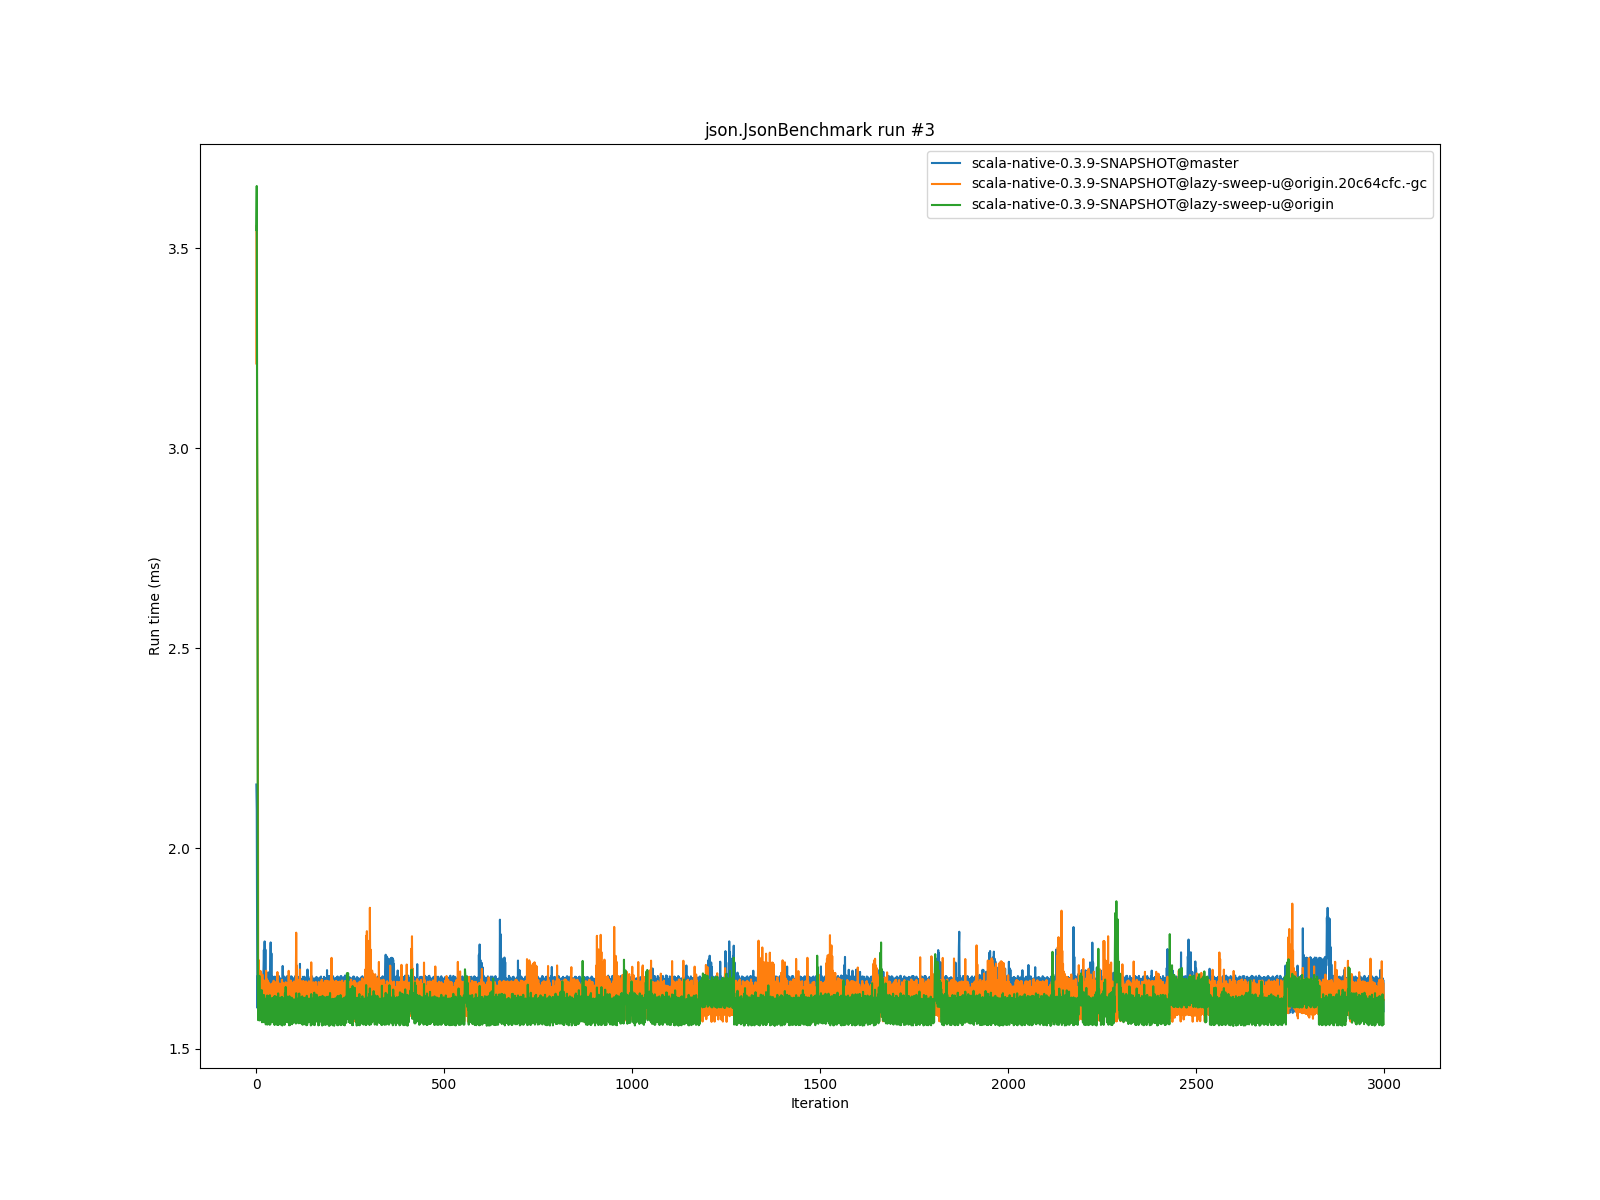 json.JsonBenchmark run #3
scala-native-0.3.9-SNAPSHOT@master
scala-native-0.3.9-SNAPSHOT@lazy-sweep-u@origin.20c64cfc.-gc
scala-native-0.3.9-SNAPSHOT@lazy-sweep-u@origin
Run time (ms)
3.5
3.0
2.5
2.0
1.5
0 500 1000 1500 2000 2500 3000
Iteration